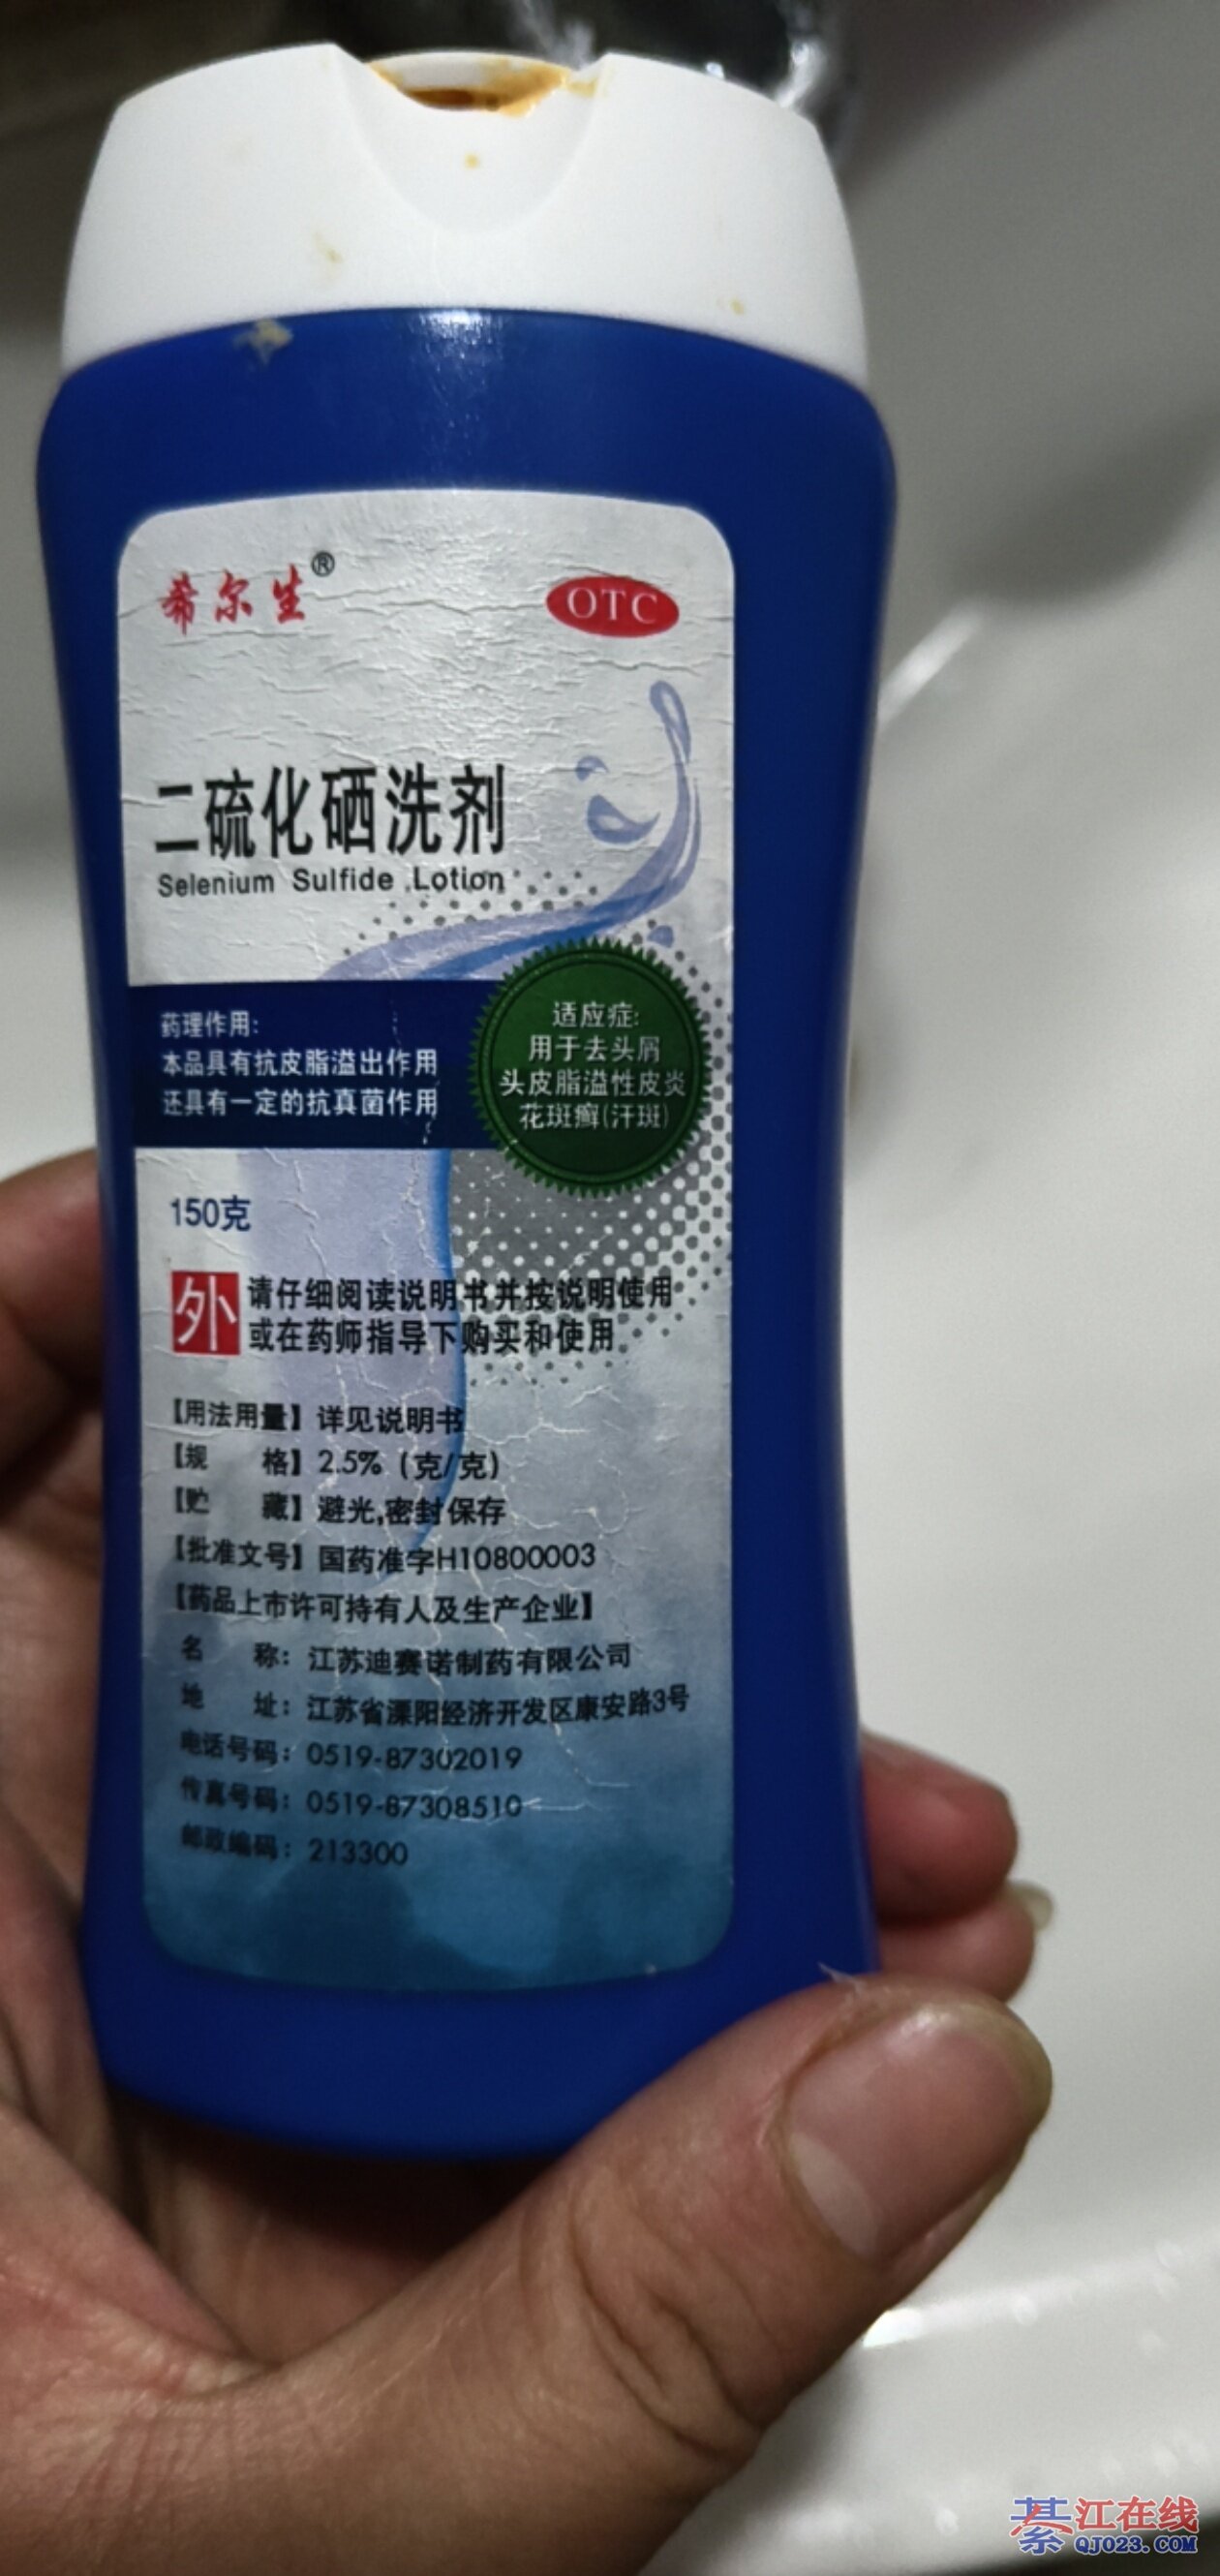 希尔生®
OTC
二硫化硒洗剂
Selenium Sulfide Lotion
药理作用:
本品具有抗皮脂溢出作用
还具有一定的抗真菌作用
适应症:
用于去头屑
头皮脂溢性皮炎
花斑癣(汗斑)
150克
外
请仔细阅读说明书并按说明使用
或在药师指导下购买和使用
【用法用量】详见说明书
【规 格】2.5% (克/克)
【贮 藏】避光,密封保存
【批准文号】国药准字H10800003
【药品上市许可持有人及生产企业】
名 称: 江苏迪赛诺制药有限公司
地 址: 江苏省溧阳经济开发区康安路3号
电话号码: 0519-87302019
传真号码: 0519-87308510
邮政编码: 213300
綦江在线
QJ023.COM